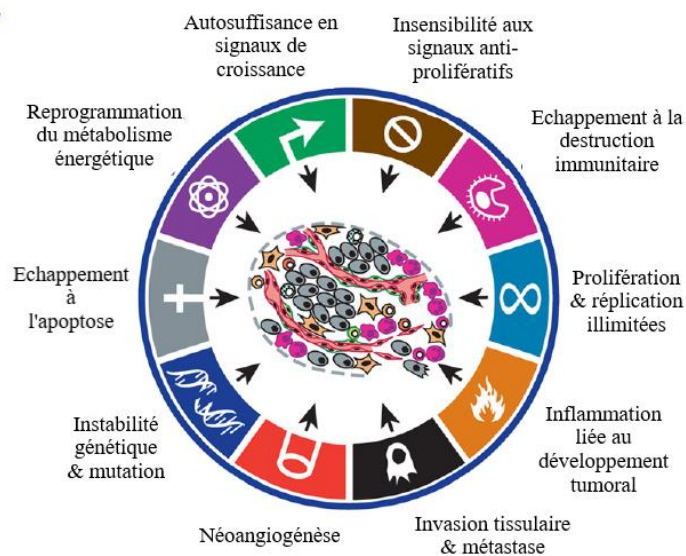 Autosuffisance en
signaux de
croissance
Insensibilité aux
signaux anti-
prolifératifs
Echappement à la
destruction
immunitaire
Prolifération
& réplication
illimitées
Inflammation
liée au
développement
tumoral
Invasion tissulaire
& métastase
Néoangiogénèse
Instabilité
génétique
& mutation
Echappement
à
l'apoptose
Reprogrammation
du métabolisme
énergétique